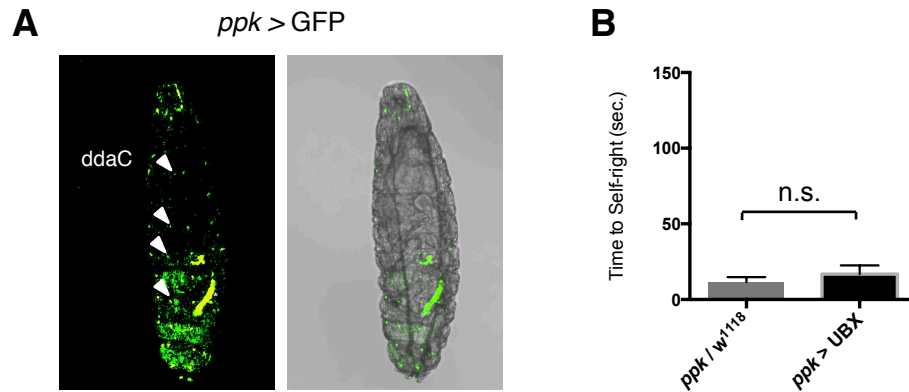 A
ppk > GFP
ddaC
B
Time to Self-right (sec.)
150
100
50
0
n.s.
ppk / w1118
ppk > UBX